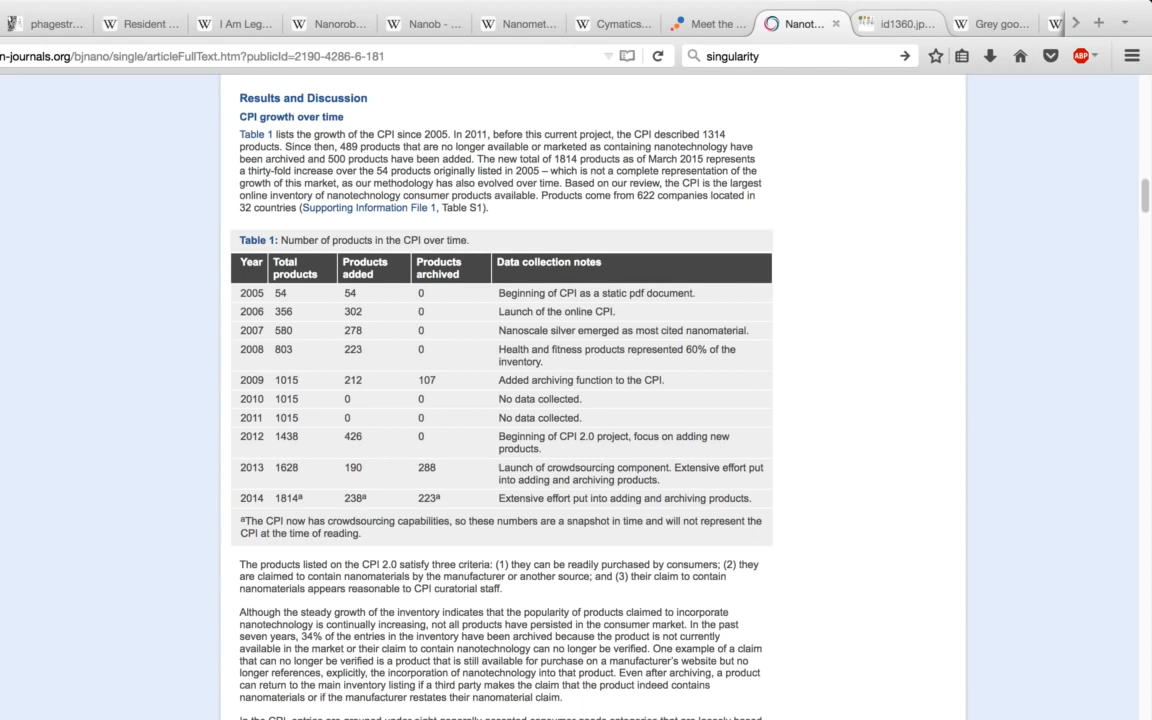 phagestr...
Resident ...
I Am Leg...
Nanorob...
Nanob - ...
Nanomet...
Cymatics...
Meet the ...
Nanot...
id1360.jp...
Grey goo...
n-journals.org/bjnano/single/articleFullText.htm?publicId=2190-4286-6-181
singularity
ABP
Results and Discussion
CPI growth over time
Table 1 lists the growth of the CPI since 2005. In 2011, before this current project, the CPI described 1314
products. Since then, 489 products that are no longer available or marketed as containing nanotechnology have
been archived and 500 products have been added. The new total of 1814 products as of March 2015 represents
a thirty-fold increase over the 54 products originally listed in 2005 – which is not a complete representation of the
growth of this market, as our methodology has also evolved over time. Based on our review, the CPI is the largest
online inventory of nanotechnology consumer products available. Products come from 622 companies located in
32 countries (Supporting Information File 1, Table S1).
Table 1: Number of products in the CPI over time.
Year Total products Products added Products archived Data collection notes
2005 54 54 0 Beginning of CPI as a static pdf document.
2006 356 302 0 Launch of the online CPI.
2007 580 278 0 Nanoscale silver emerged as most cited nanomaterial.
2008 803 223 0 Health and fitness products represented 60% of the
inventory.
2009 1015 212 107 Added archiving function to the CPI.
2010 1015 0 0 No data collected.
2011 1015 0 0 No data collected.
2012 1438 426 0 Beginning of CPI 2.0 project, focus on adding new
products.
2013 1628 190 288 Launch of crowdsourcing component. Extensive effort put
into adding and archiving products.
2014 1814ª 238ª 223ª Extensive effort put into adding and archiving products.
ªThe CPI now has crowdsourcing capabilities, so these numbers are a snapshot in time and will not represent the
CPI at the time of reading.
The products listed on the CPI 2.0 satisfy three criteria: (1) they can be readily purchased by consumers; (2) they
are claimed to contain nanomaterials by the manufacturer or another source; and (3) their claim to contain
nanomaterials appears reasonable to CPI curatorial staff.
Although the steady growth of the inventory indicates that the popularity of products claimed to incorporate
nanotechnology is continually increasing, not all products have persisted in the consumer market. In the past
seven years, 34% of the entries in the inventory have been archived because the product is not currently
available in the market or their claim to contain nanotechnology can no longer be verified. One example of a claim
that can no longer be verified is a product that is still available for purchase on a manufacturer's website but no
longer references, explicitly, the incorporation of nanotechnology into that product. Even after archiving, a product
can return to the main inventory listing if a third party makes the claim that the product indeed contains
nanomaterials or if the manufacturer restates their nanomaterial claim.
In the CPI, entries are grouped under eight generally accepted consumer goods categories that are loosely based